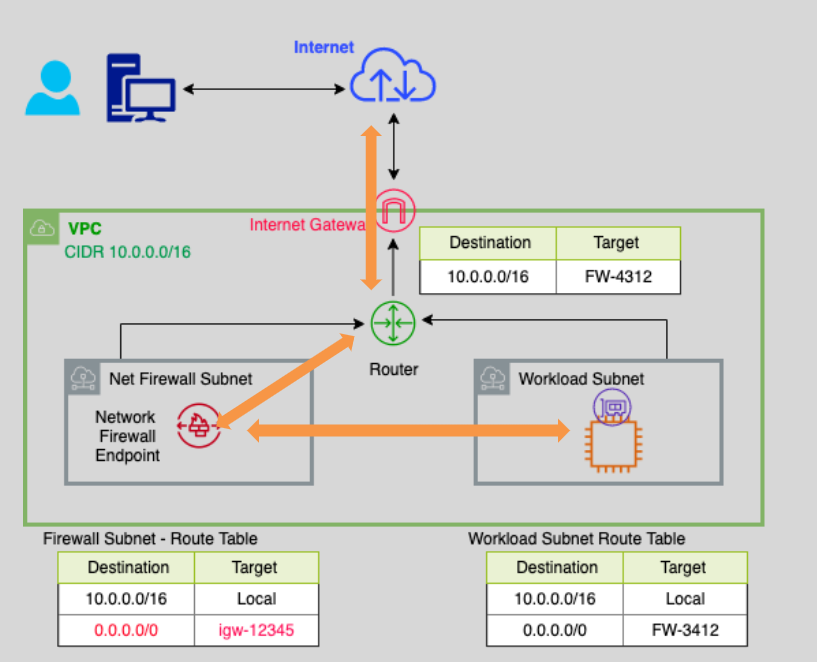 Internet
VPC
CIDR 10.0.0.0/16
Internet Gatewa
Destination Target
10.0.0.0/16 FW-4312
Router
Net Firewall Subnet
Network
Firewall
Endpoint
Workload Subnet
Firewall Subnet - Route Table
Destination Target
10.0.0.0/16 Local
0.0.0.0/0 igw-12345
Workload Subnet Route Table
Destination Target
10.0.0.0/16 Local
0.0.0.0/0 FW-3412